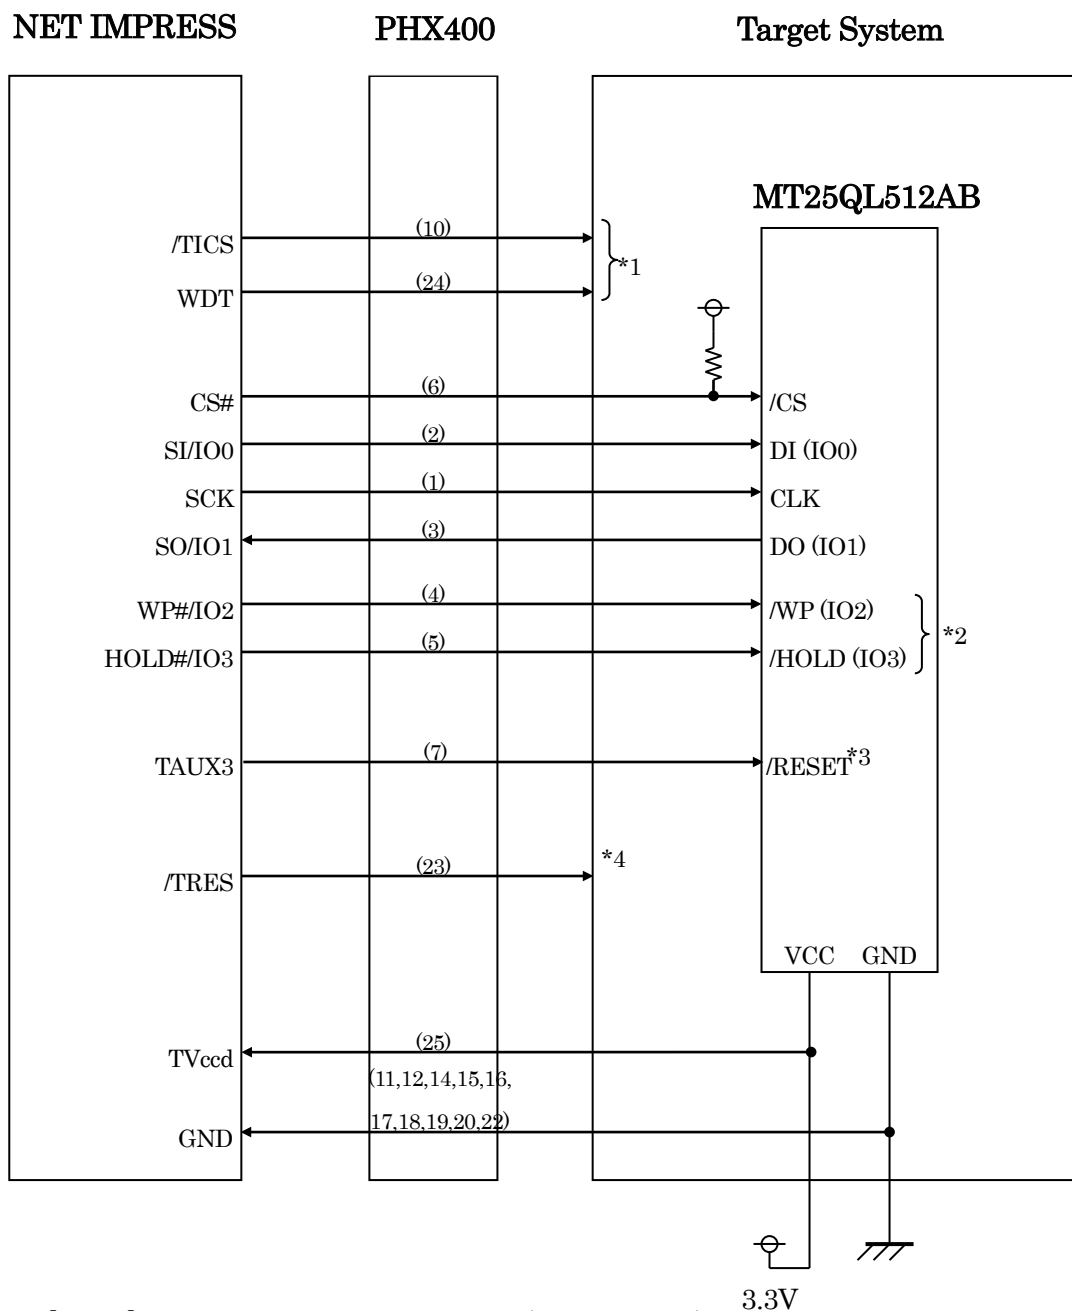 NET IMPRESS PHX400 Target System
MT25QL512AB
/TICS (10)
*1
WDT (24)
CS# (6) /CS
SI/IO0 (2) DI (IO0)
SCK (1) CLK
SO/IO1 (3) DO (IO1)
WP#/IO2 (4) /WP (IO2)
*2
HOLD#/IO3 (5) /HOLD (IO3)
TAUX3 (7) /RESET*3
/TRES (23) *4
VCC GND
TVccd (25)
(11,12,14,15,16,
17,18,19,20,22)
GND
3.3V